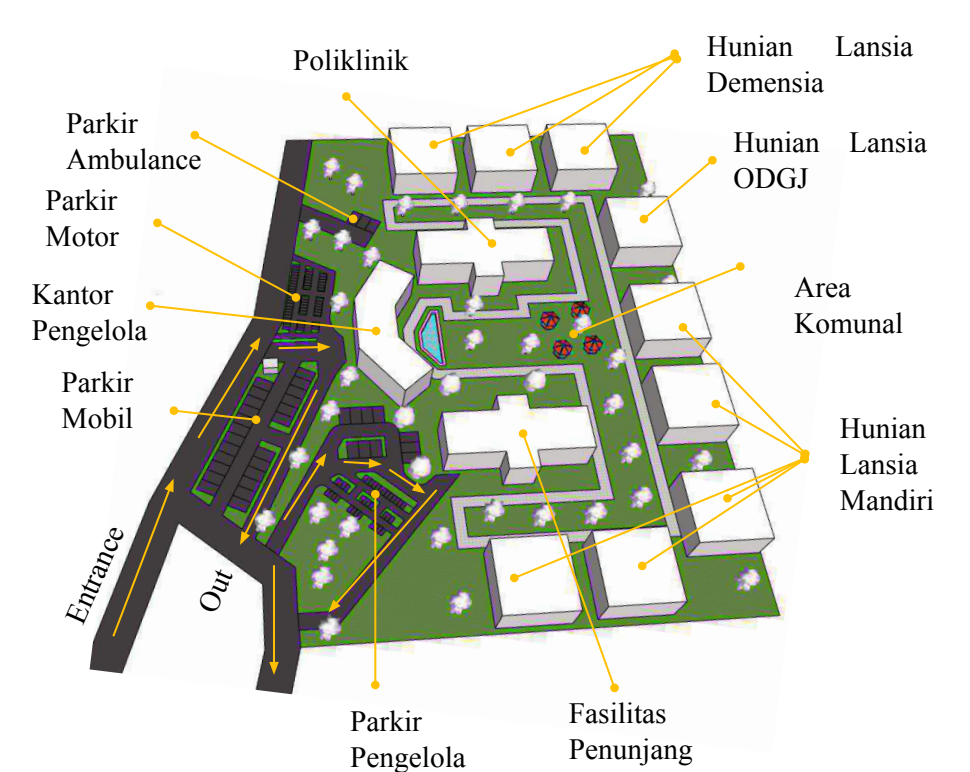 Poliklinik
Hunian Lansia
Demensia
Parkir
Ambulance
Hunian Lansia
ODGJ
Parkir
Motor
Kantor
Pengelola
Area
Komunal
Parkir
Mobil
Hunian
Lansia
Mandiri
Entrance
Out
Parkir
Pengelola
Fasilitas
Penunjang